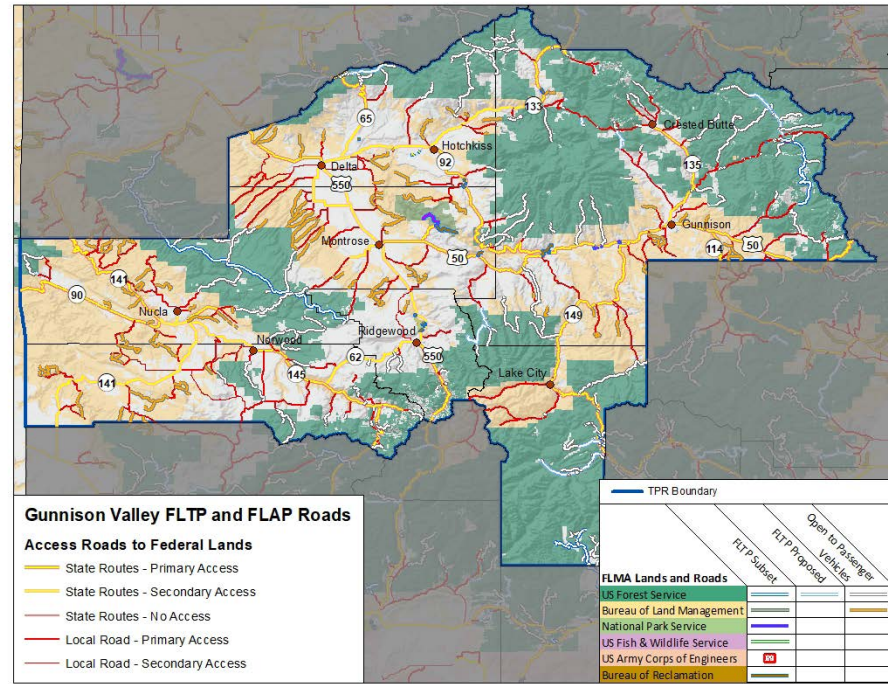 65
133
Crested Butte
Hotchkiss
92
Delta
135
550
Gunnison
Montrose
50
114
50
141
90
149
Nucla
Ridgewood
Norwood
62
550
145
Lake City
141
TPR Boundary
Gunnison Valley FLTP and FLAP Roads
Access Roads to Federal Lands
State Routes - Primary Access
State Routes - Secondary Access
State Routes - No Access
Local Road - Primary Access
Local Road - Secondary Access
FLTP Subset
FLTP Proposed
Open to Passenger
Vehicles
FLMA Lands and Roads
US Forest Service
Bureau of Land Management
National Park Service
US Fish & Wildlife Service
US Army Corps of Engineers
Bureau of Reclamation